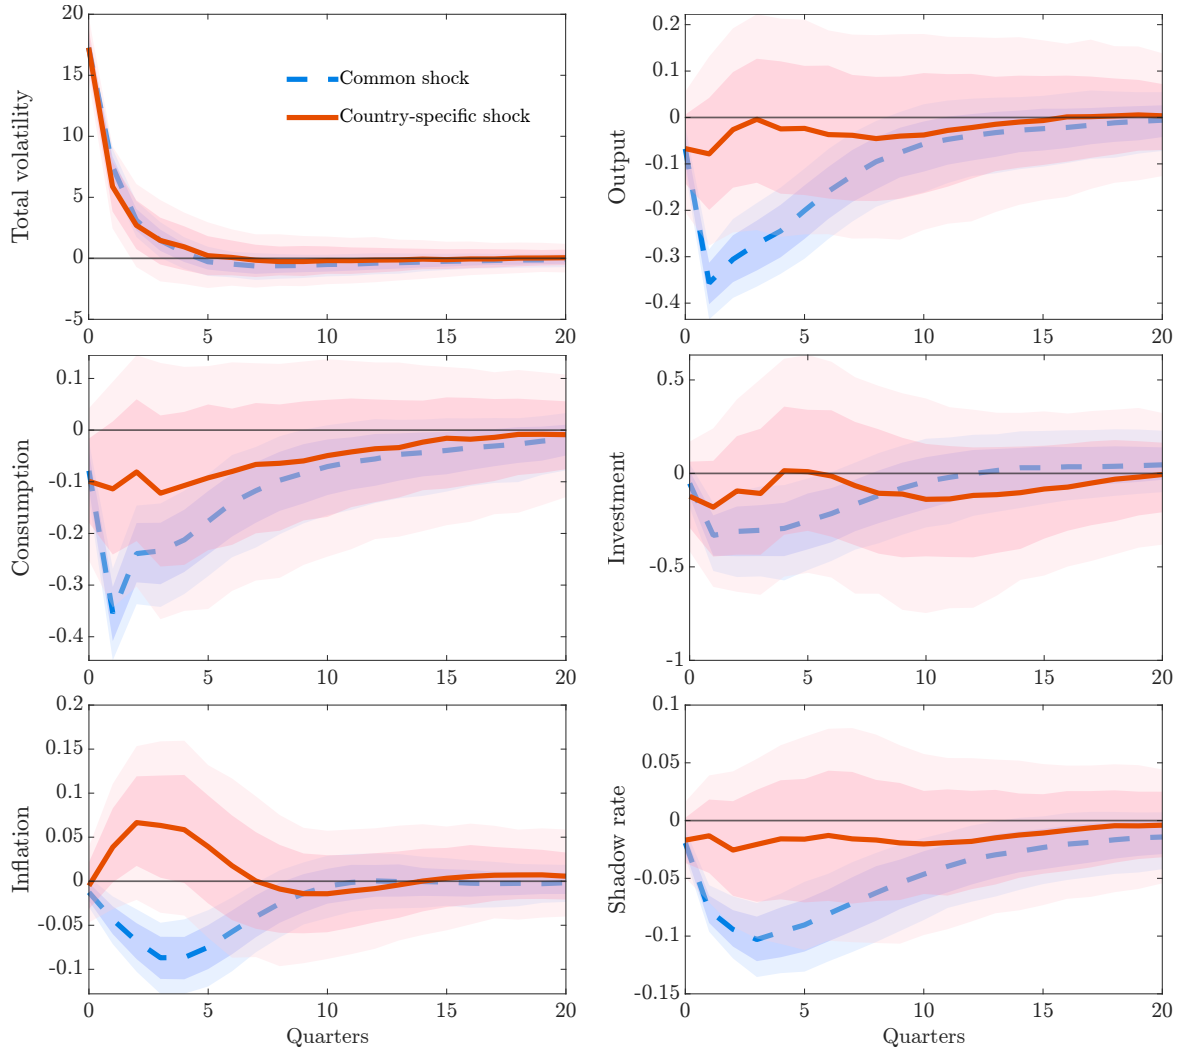 Total volatility
20
15
10
5
0
-5
0 5 10 15 20
Common shock
Country-specific shock
Output
0.2
0.1
0
-0.1
-0.2
-0.3
-0.4
0 5 10 15 20
Consumption
0.1
0
-0.1
-0.2
-0.3
-0.4
0 5 10 15 20
Investment
0.5
0
-0.5
-1
0 5 10 15 20
Inflation
0.2
0.15
0.1
0.05
0
-0.05
-0.1
0 5 10 15 20
Quarters
Shadow rate
0.1
0.05
0
-0.05
-0.1
-0.15
0 5 10 15 20
Quarters